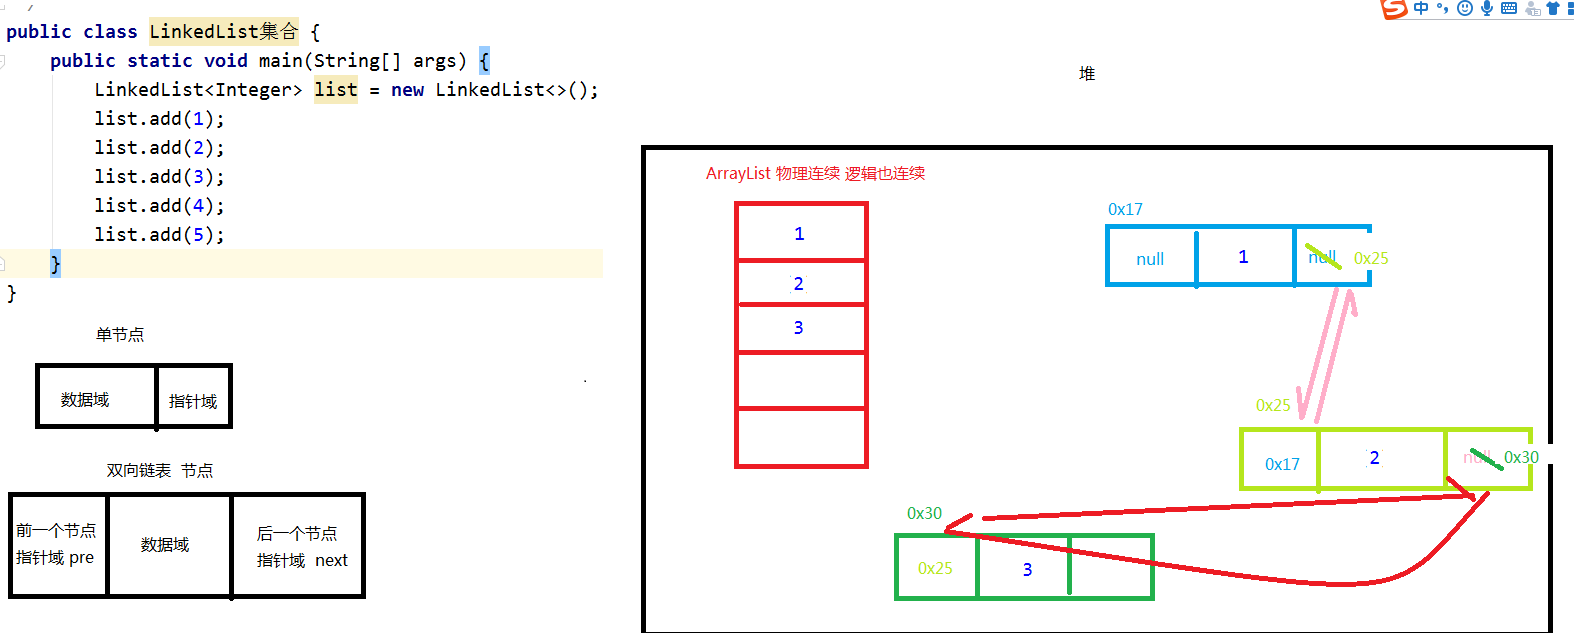 public class LinkedList集合 {
public static void main(String[] args) {
LinkedList<Integer> list = new LinkedList<>();
list.add(1);
list.add(2);
list.add(3);
list.add(4);
list.add(5);
}
}
单节点
数据域 指针域
双向链表 节点
前一个节点
指针域 pre
数据域
后一个节点
指针域 next
中
堆
ArrayList 物理连续 逻辑也连续
1
2
3
0x17
null 1 null 0x25
0x25
0x17 2 null 0x30
0x30
0x25 3